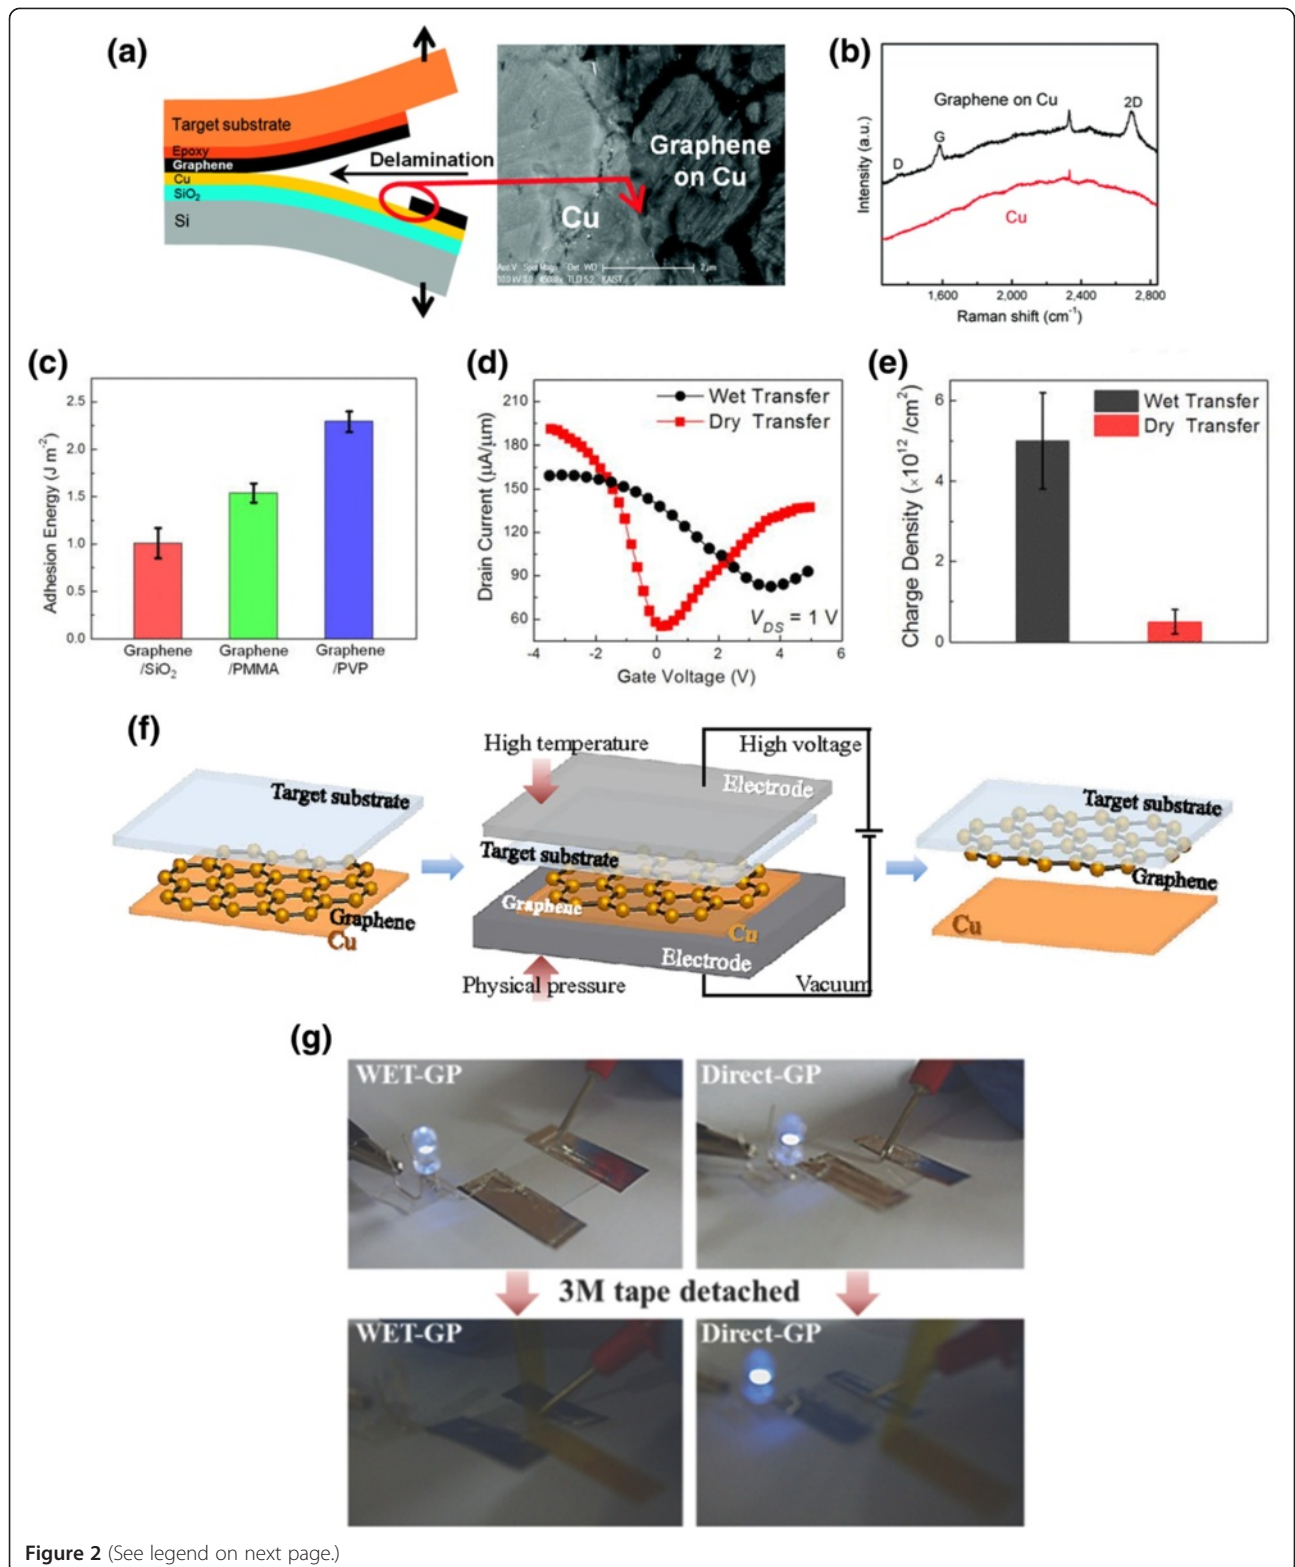 (a)
Target substrate
Epoxy
Graphene
Cu
SiO₂
Si
Delamination
Graphene
on Cu
Cu
2 μm
(b)
Intensity (a.u.)
Graphene on Cu
D
G
2D
Cu
1,600 2,000 2,400 2,800
Raman shift (cm⁻¹)
(c)
Adhesion Energy (J m⁻²)
2.5
2.0
1.5
1.0
0.5
0.0
Graphene /SiO₂
Graphene /PMMA
Graphene /PVP
(d)
Drain Current (μA/μm)
210
180
150
120
90
60
Wet Transfer
Dry Transfer
V_DS = 1 V
-4 -2 0 2 4 6
Gate Voltage (V)
(e)
Charge Density (×10¹² /cm²)
6
4
2
0
Wet Transfer
Dry Transfer
(f)
Target substrate
Graphene
Cu
High temperature
High voltage
Electrode
Target substrate
Graphene
Cu
Electrode
Physical pressure
Vacuum
Target substrate
Graphene
Cu
(g)
WET-GP
Direct-GP
3M tape detached
WET-GP
Direct-GP
Figure 2 (See legend on next page.)